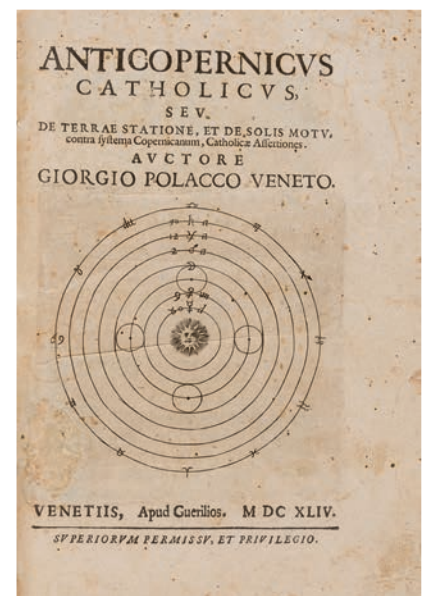 ANTICOPERNICVS
CATHOLICVS,
SEV.
DE TERRAE STATIONE, ET DE SOLIS MOTV,
contra ſyſtema Copernicanum, Catholicæ Aſſertiones.
AVCTORE
GIORGIO POLACCO VENETO.
VENETIIS, Apud Guerilios. M DC XLIV.
SVPERIORVM PERMISSV, ET PRIVILEGIO.